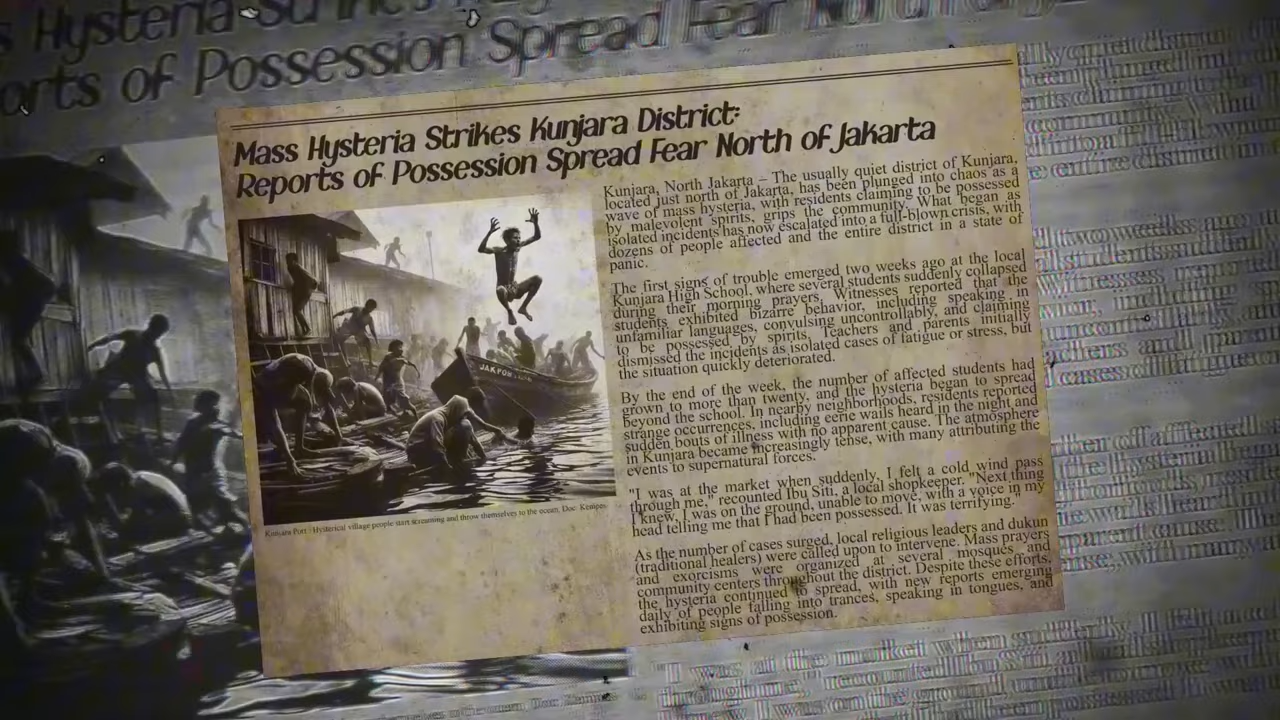 Mass Hysteria Strikes Kunjara District:
Reports of Possession Spread Fear North of Jakarta
Kunjara, North Jakarta – The usually quiet district of Kunjara,
located just north of Jakarta, has been plunged into chaos as a
wave of mass hysteria, with residents claiming to be possessed
by malevolent spirits, grips the community. What began as
isolated incidents has now escalated into a full-blown crisis, with
dozens of people affected and the entire district in a state of
panic.
The first signs of trouble emerged two weeks ago at the local
Kunjara High School, where several students suddenly collapsed
during their morning prayers. Witnesses reported that the
students exhibited bizarre behavior, including speaking in
unfamiliar languages, convulsing uncontrollably, and claiming
to be possessed by spirits. Teachers and parents initially
dismissed the incidents as isolated cases of fatigue or stress, but
the situation quickly deteriorated.
By the end of the week, the number of affected students had
grown to more than twenty, and the hysteria began to spread
beyond the school. In nearby neighborhoods, residents reported
strange occurrences, including eerie wails heard in the night and
sudden bouts of illness with no apparent cause. The atmosphere
in Kunjara became increasingly tense, with many attributing the
events to supernatural forces.
"I was at the market when suddenly, I felt a cold wind pass
through me," recounted Ibu Siti, a local shopkeeper. "Next thing
I knew, I was on the ground, unable to move, with a voice in my
head telling me that I had been possessed. It was terrifying."
As the number of cases surged, local religious leaders and dukun
(traditional healers) were called upon to intervene. Mass prayers
and exorcisms were organized at several mosques and
community centers throughout the district. Despite these efforts,
the hysteria continued to spread, with new reports emerging
daily of people falling into trances, speaking in tongues, and
exhibiting signs of possession.
Kunjara Port : Hysterical village people start screaming and throw themselves to the ocean. Doc: Kempes
s Hysteria Strikes
orts of Possession Spread Fear North of